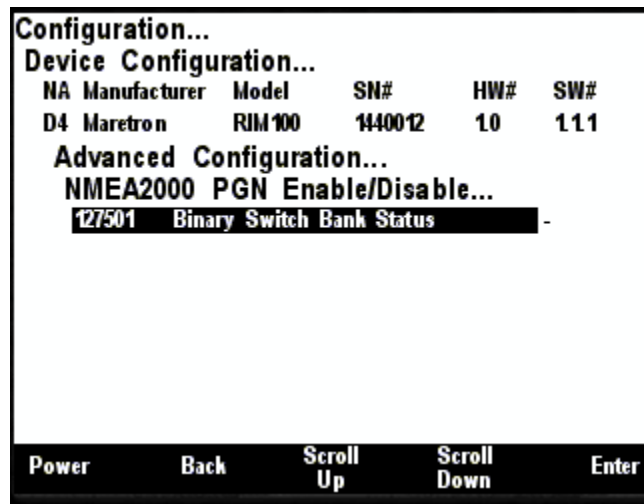 Configuration...
Device Configuration...
NA Manufacturer Model SN# HW# SW#
D4 Maretron RIM100 1440012 1.0 1.1.1
Advanced Configuration...
NMEA2000 PGN Enable/Disable...
127501 Binary Switch Bank Status -
Power Back Scroll Up Scroll Down Enter